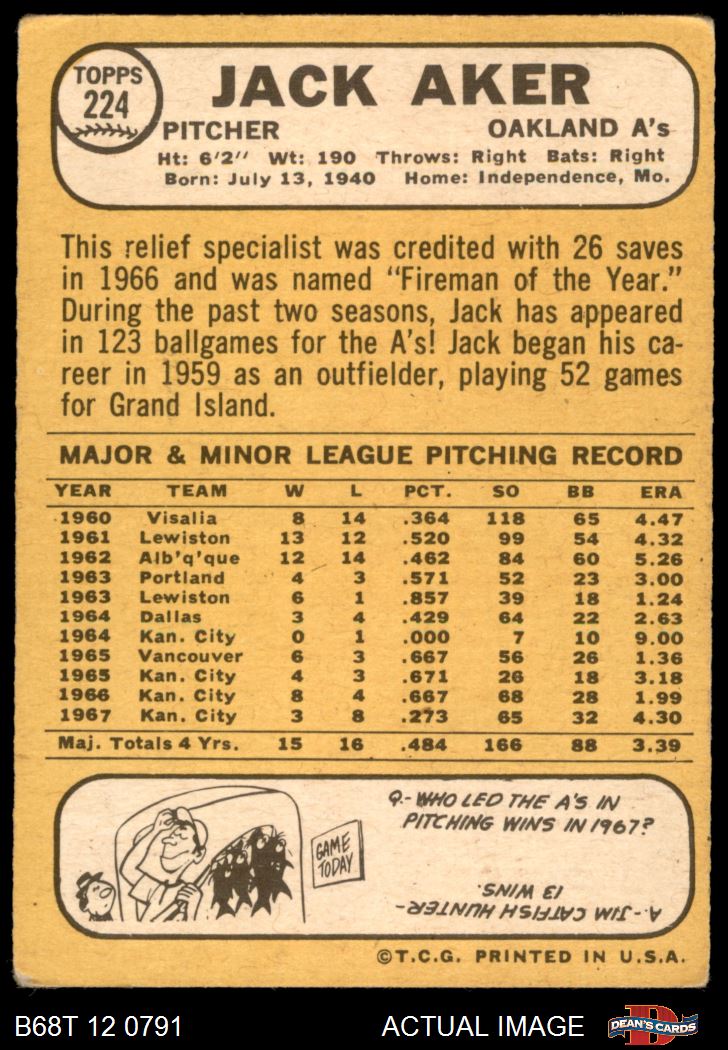 TOPPS
224
JACK AKER
PITCHER OAKLAND A's
Ht: 6'2'' Wt: 190 Throws: Right Bats: Right
Born: July 13, 1940 Home: Independence, Mo.
This relief specialist was credited with 26 saves
in 1966 and was named "Fireman of the Year."
During the past two seasons, Jack has appeared
in 123 ballgames for the A's! Jack began his ca-
reer in 1959 as an outfielder, playing 52 games
for Grand Island.
MAJOR & MINOR LEAGUE PITCHING RECORD
YEAR TEAM W L PCT. SO BB ERA
1960 Visalia 8 14 .364 118 65 4.47
1961 Lewiston 13 12 .520 99 54 4.32
1962 Alb'q'que 12 14 .462 84 60 5.26
1963 Portland 4 3 .571 52 23 3.00
1963 Lewiston 6 1 .857 39 18 1.24
1964 Dallas 3 4 .429 64 22 2.63
1964 Kan. City 0 1 .000 7 10 9.00
1965 Vancouver 6 3 .667 56 26 1.36
1965 Kan. City 4 3 .671 26 18 3.18
1966 Kan. City 8 4 .667 68 28 1.99
1967 Kan. City 3 8 .273 65 32 4.30
Maj. Totals 4 Yrs. 15 16 .484 166 88 3.39
GAME
TODAY
Q.- WHO LED THE A'S IN
PITCHING WINS IN 1967?
A.- JIM CATFISH HUNTER -
13 WINS.
©T.C.G. PRINTED IN U.S.A.
B68T 12 0791 ACTUAL IMAGE
D
DEAN'S CARDS